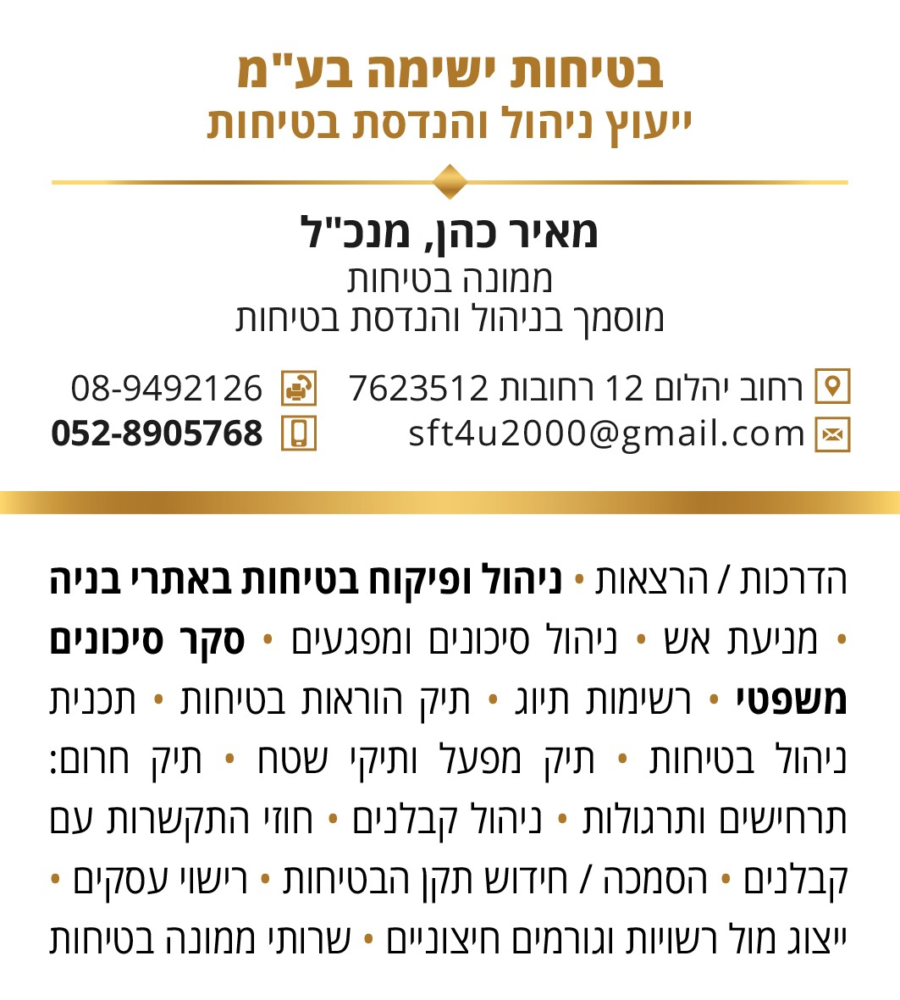 בטיחות ישימה בע"מ
ייעוץ ניהול והנדסת בטיחות
מאיר כהן, מנכ"ל
ממונה בטיחות
מוסמך בניהול והנדסת בטיחות
רחוב יהלום 12 רחובות 7623512
08-9492126
sft4u2000@gmail.com
052-8905768
הדרכות / הרצאות • ניהול ופיקוח בטיחות באתרי בניה
• מניעת אש • ניהול סיכונים ומפגעים • סקר סיכונים
משפטי • רשימות תיוג • תיק הוראות בטיחות • תכנית
ניהול בטיחות • תיק מפעל ותיקי שטח • תיק חרום:
תרחישים ותרגולות • ניהול קבלנים • חוזי התקשרות עם
קבלנים • הסמכה / חידוש תקן הבטיחות • רישוי עסקים •
ייצוג מול רשויות וגורמים חיצוניים • שרותי ממונה בטיחות